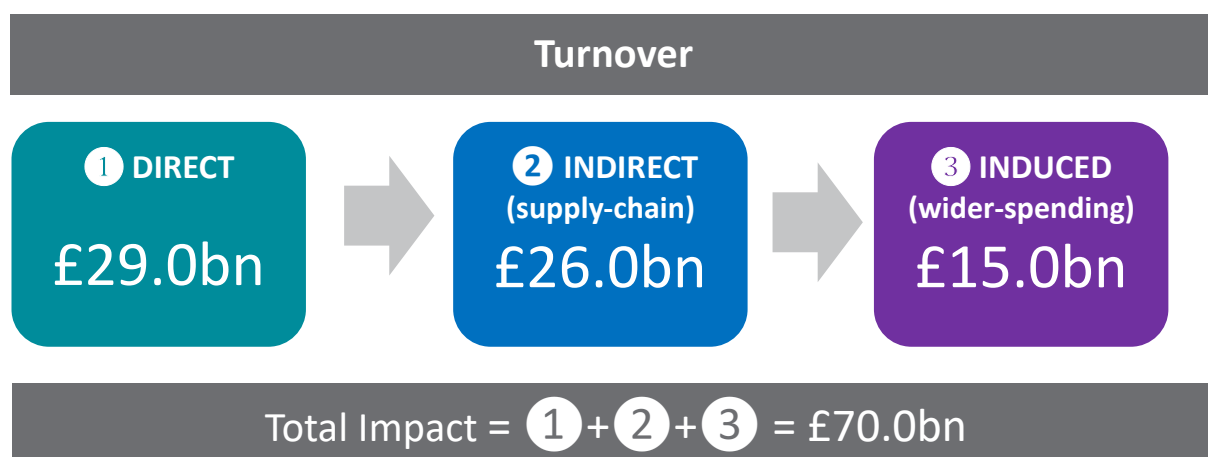 Turnover
1 DIRECT
£29.0bn
2 INDIRECT
(supply-chain)
£26.0bn
3 INDUCED
(wider-spending)
£15.0bn
Total Impact = 1+2+3 = £70.0bn